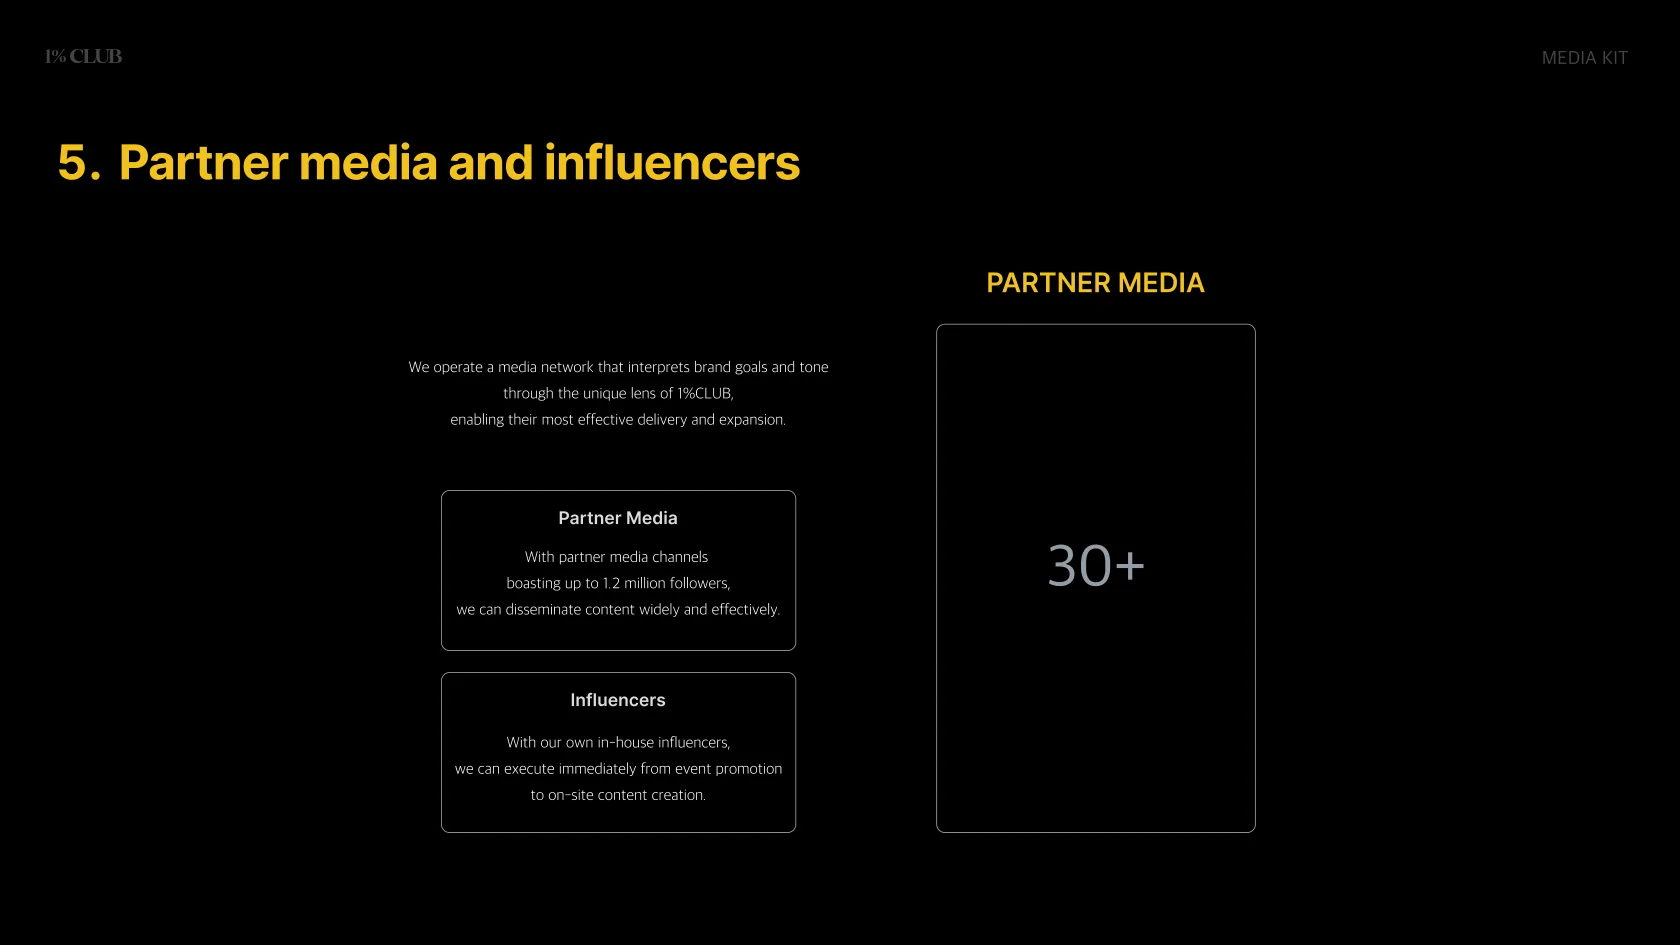 1% CLUB
MEDIA KIT
5. Partner media and influencers
We operate a media network that interprets brand goals and tone
through the unique lens of 1%CLUB,
enabling their most effective delivery and expansion.
Partner Media
With partner media channels
boasting up to 1.2 million followers,
we can disseminate content widely and effectively.
Influencers
With our own in-house influencers,
we can execute immediately from event promotion
to on-site content creation.
PARTNER MEDIA
30+